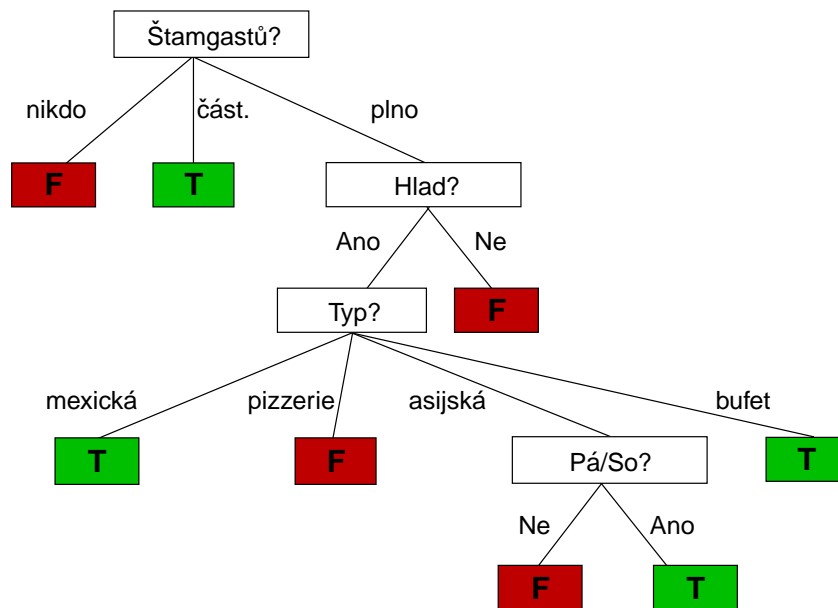 Štamgastů?
nikdo část. plno
F T Hlad?
Ano Ne
Typ? F
mexická pizzerie asijská bufet
T F Pá/So? T
Ne Ano
F T